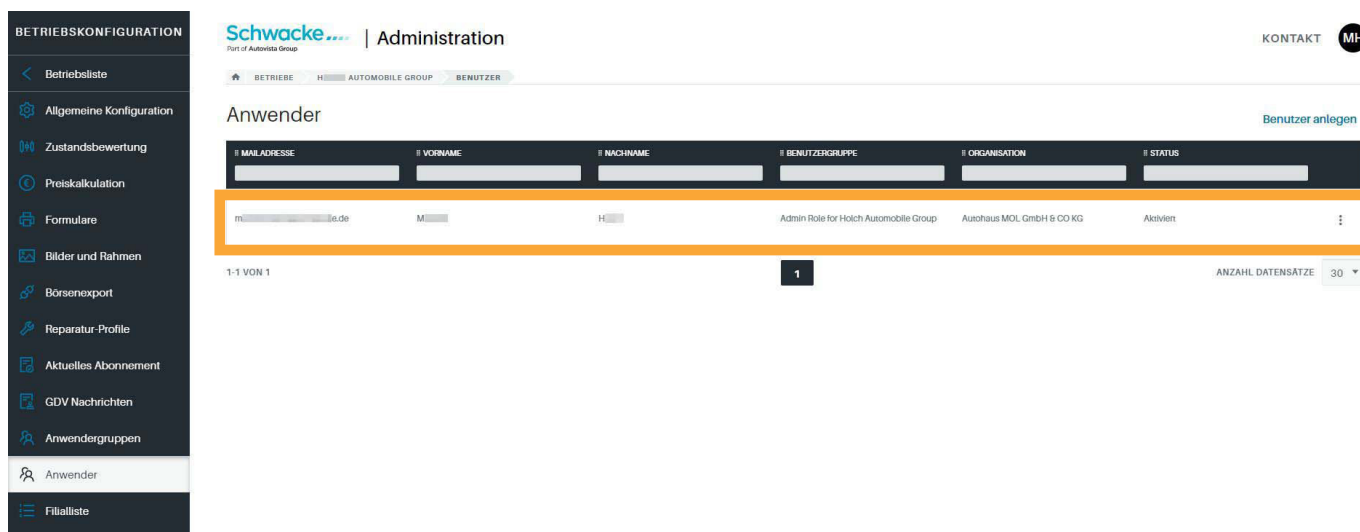 BETRIEBSKONFIGURATION
Betriebsliste
Allgemeine Konfiguration
Zustandsbewertung
Preiskalkulation
Formulare
Bilder und Rahmen
Börsenexport
Reparatur-Profile
Aktuelles Abonnement
GDV Nachrichten
Anwendergruppen
Anwender
Filialliste
Schwacke.... | Administration
Part of Autovista Group
KONTAKT MH
BETRIEBE H AUTOMOBILE GROUP BENUTZER
Anwender
Benutzer anlegen
MAILADRESSE VORNAME NACHNAME BENUTZERGRUPPE ORGANISATION STATUS
m e.de M H Admin Role for Holch Automobile Group Autohaus MOL GmbH & CO KG Aktiviert
1-1 VON 1 1 ANZAHL DATENSÄTZE 30